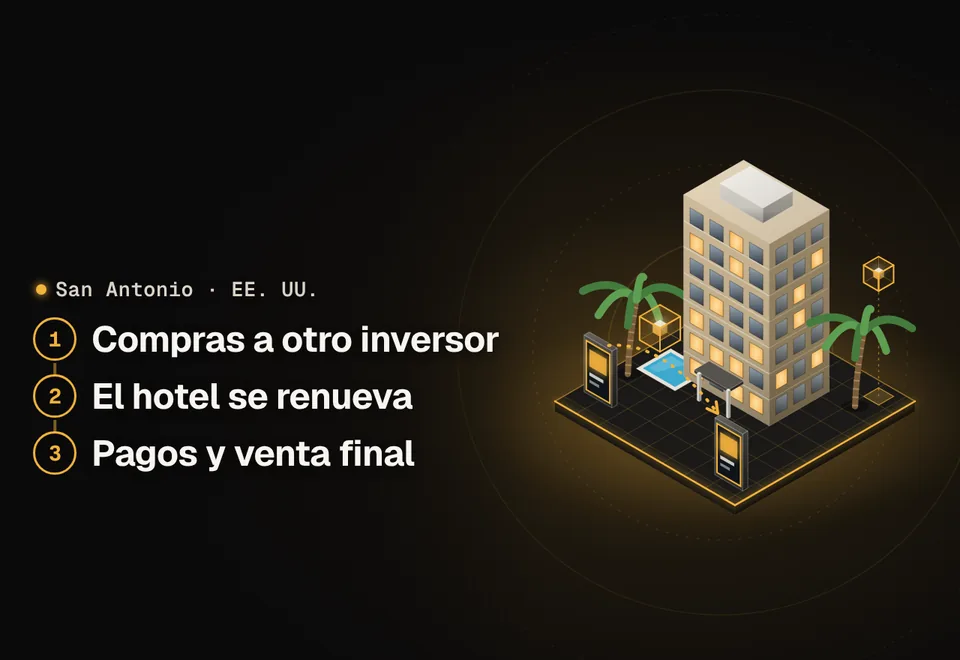 San Antonio · EE. UU.
1 Compras a otro inversor
2 El hotel se renueva
3 Pagos y venta final